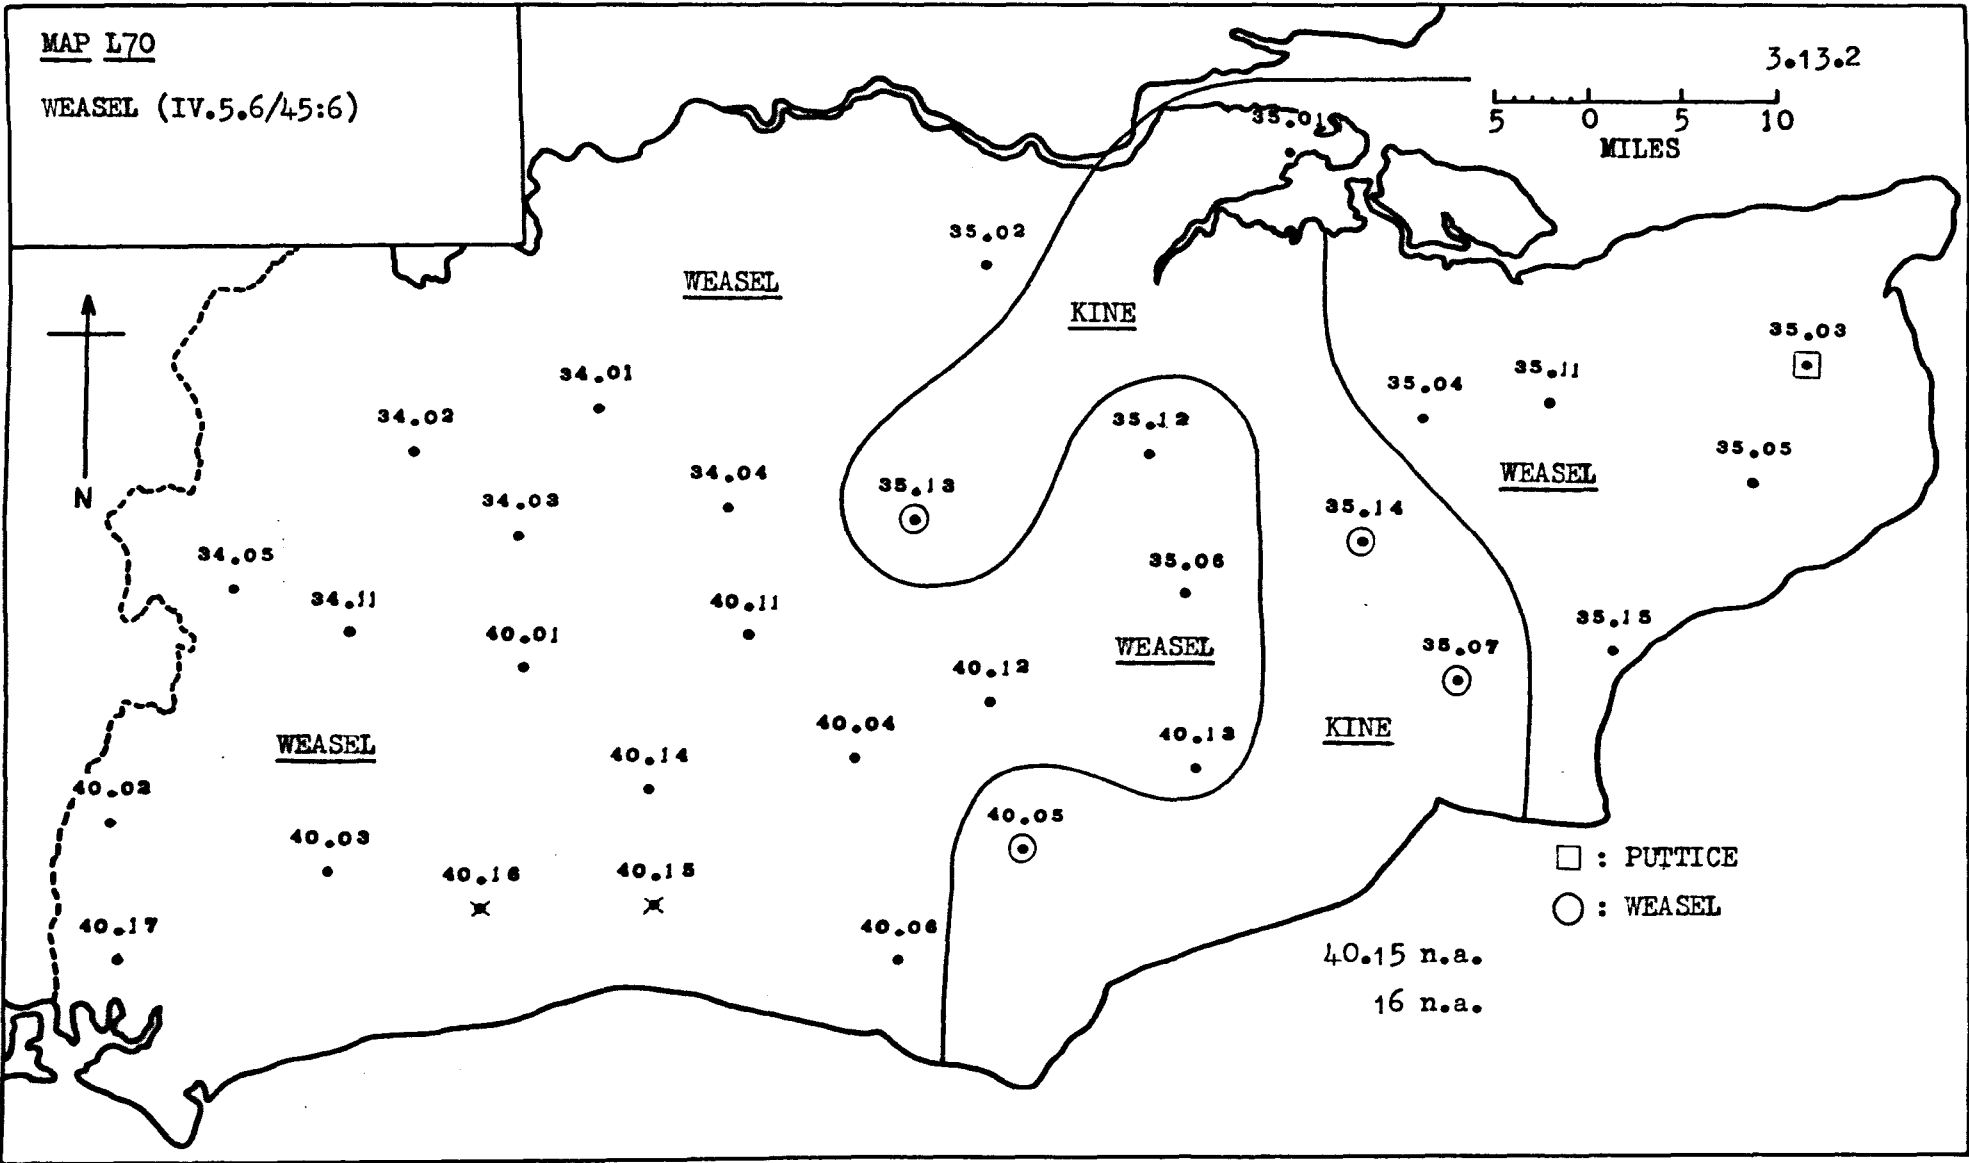 MAP L70
WEASEL (IV.5.6/45:6)
3.13.2
5 0 5 10
MILES
35.01
35.02
WEASEL
KINE
35.03
34.01
35.04
35.11
34.02
35.12
34.04
35.05
35.13
WEASEL
34.03
35.14
N
34.05
35.06
34.11
40.11
40.01
WEASEL
35.15
40.12
35.07
40.04
KINE
WEASEL
40.14
40.13
40.02
40.03
40.05
40.16
40.15
: PUTTICE
40.17
40.06
: WEASEL
40.15 n.a.
16 n.a.